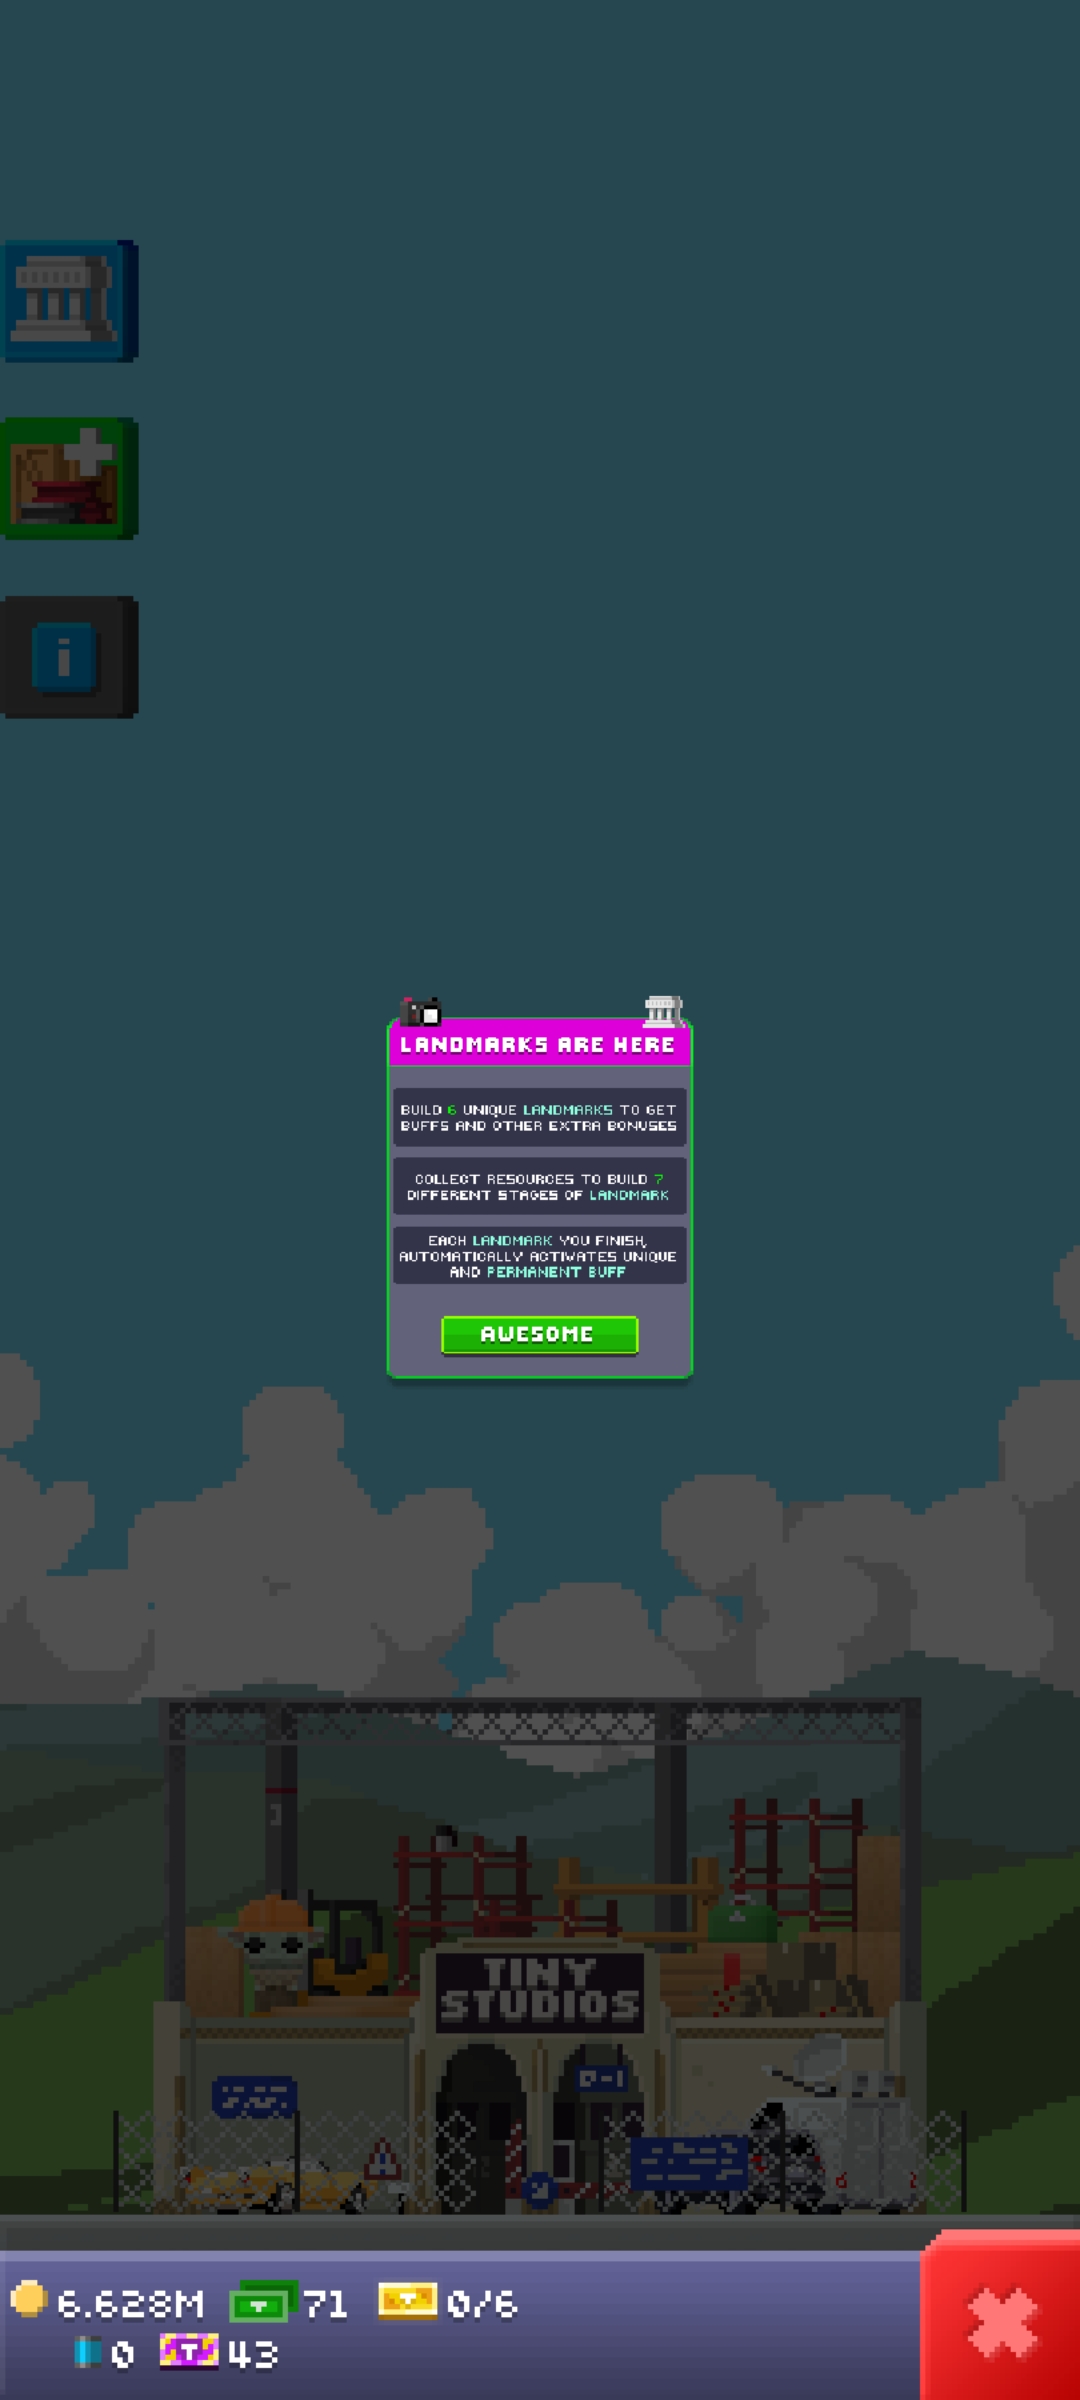 LANDMARKS ARE HERE
BUILD 6 UNIQUE LANDMARKS TO GET
BUFFS AND OTHER EXTRA BONUSES
COLLECT RESOURCES TO BUILD 7
DIFFERENT STAGES OF LANDMARK
EACH LANDMARK YOU FINISH,
AUTOMATICALLY ACTIVATES UNIQUE
AND PERMANENT BUFF
AWESOME
TINY
STUDIOS
6.628M 71 0/6
0 43